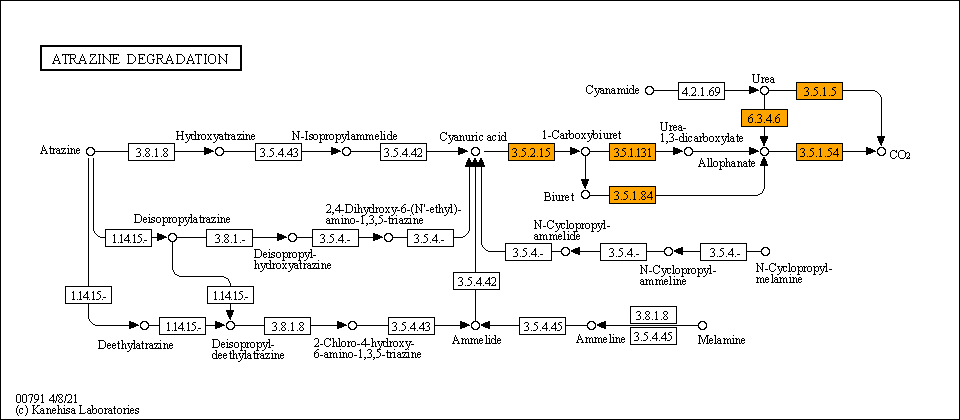 ATRAZINE DEGRADATION
Urea
Cyanamide
4.2.1.69
3.5.1.5
6.3.4.6
Hydroxyatrazine
N-Isopropylammelide
Cyanuric acid
1-Carboxybiuret
Urea-
1,3-dicarboxylate
Atrazine
3.8.1.8
3.5.4.43
3.5.4.42
3.5.2.15
3.5.1.131
3.5.1.54
CO2
Allophanate
Biuret
3.5.1.84
2,4-Dihydroxy-6-(N'-ethyl)-
amino-1,3,5-triazine
Deisopropylatrazine
N-Cyclopropyl-
ammelide
1.14.15.-
3.8.1.-
3.5.4.-
3.5.4.-
3.5.4.-
3.5.4.-
3.5.4.-
Deisopropyl-
hydroxyatrazine
N-Cyclopropyl-
ammeline
N-Cyclopropyl-
melamine
3.5.4.42
1.14.15.-
1.14.15.-
3.8.1.8
1.14.15.-
3.8.1.8
3.5.4.43
3.5.4.45
3.5.4.45
Deethylatrazine
Deisopropyl-
deethylatrazine
2-Chloro-4-hydroxy-
6-amino-1,3,5-triazine
Ammelide
Ammeline
Melamine
00791 4/8/21
(c) Kanehisa Laboratories